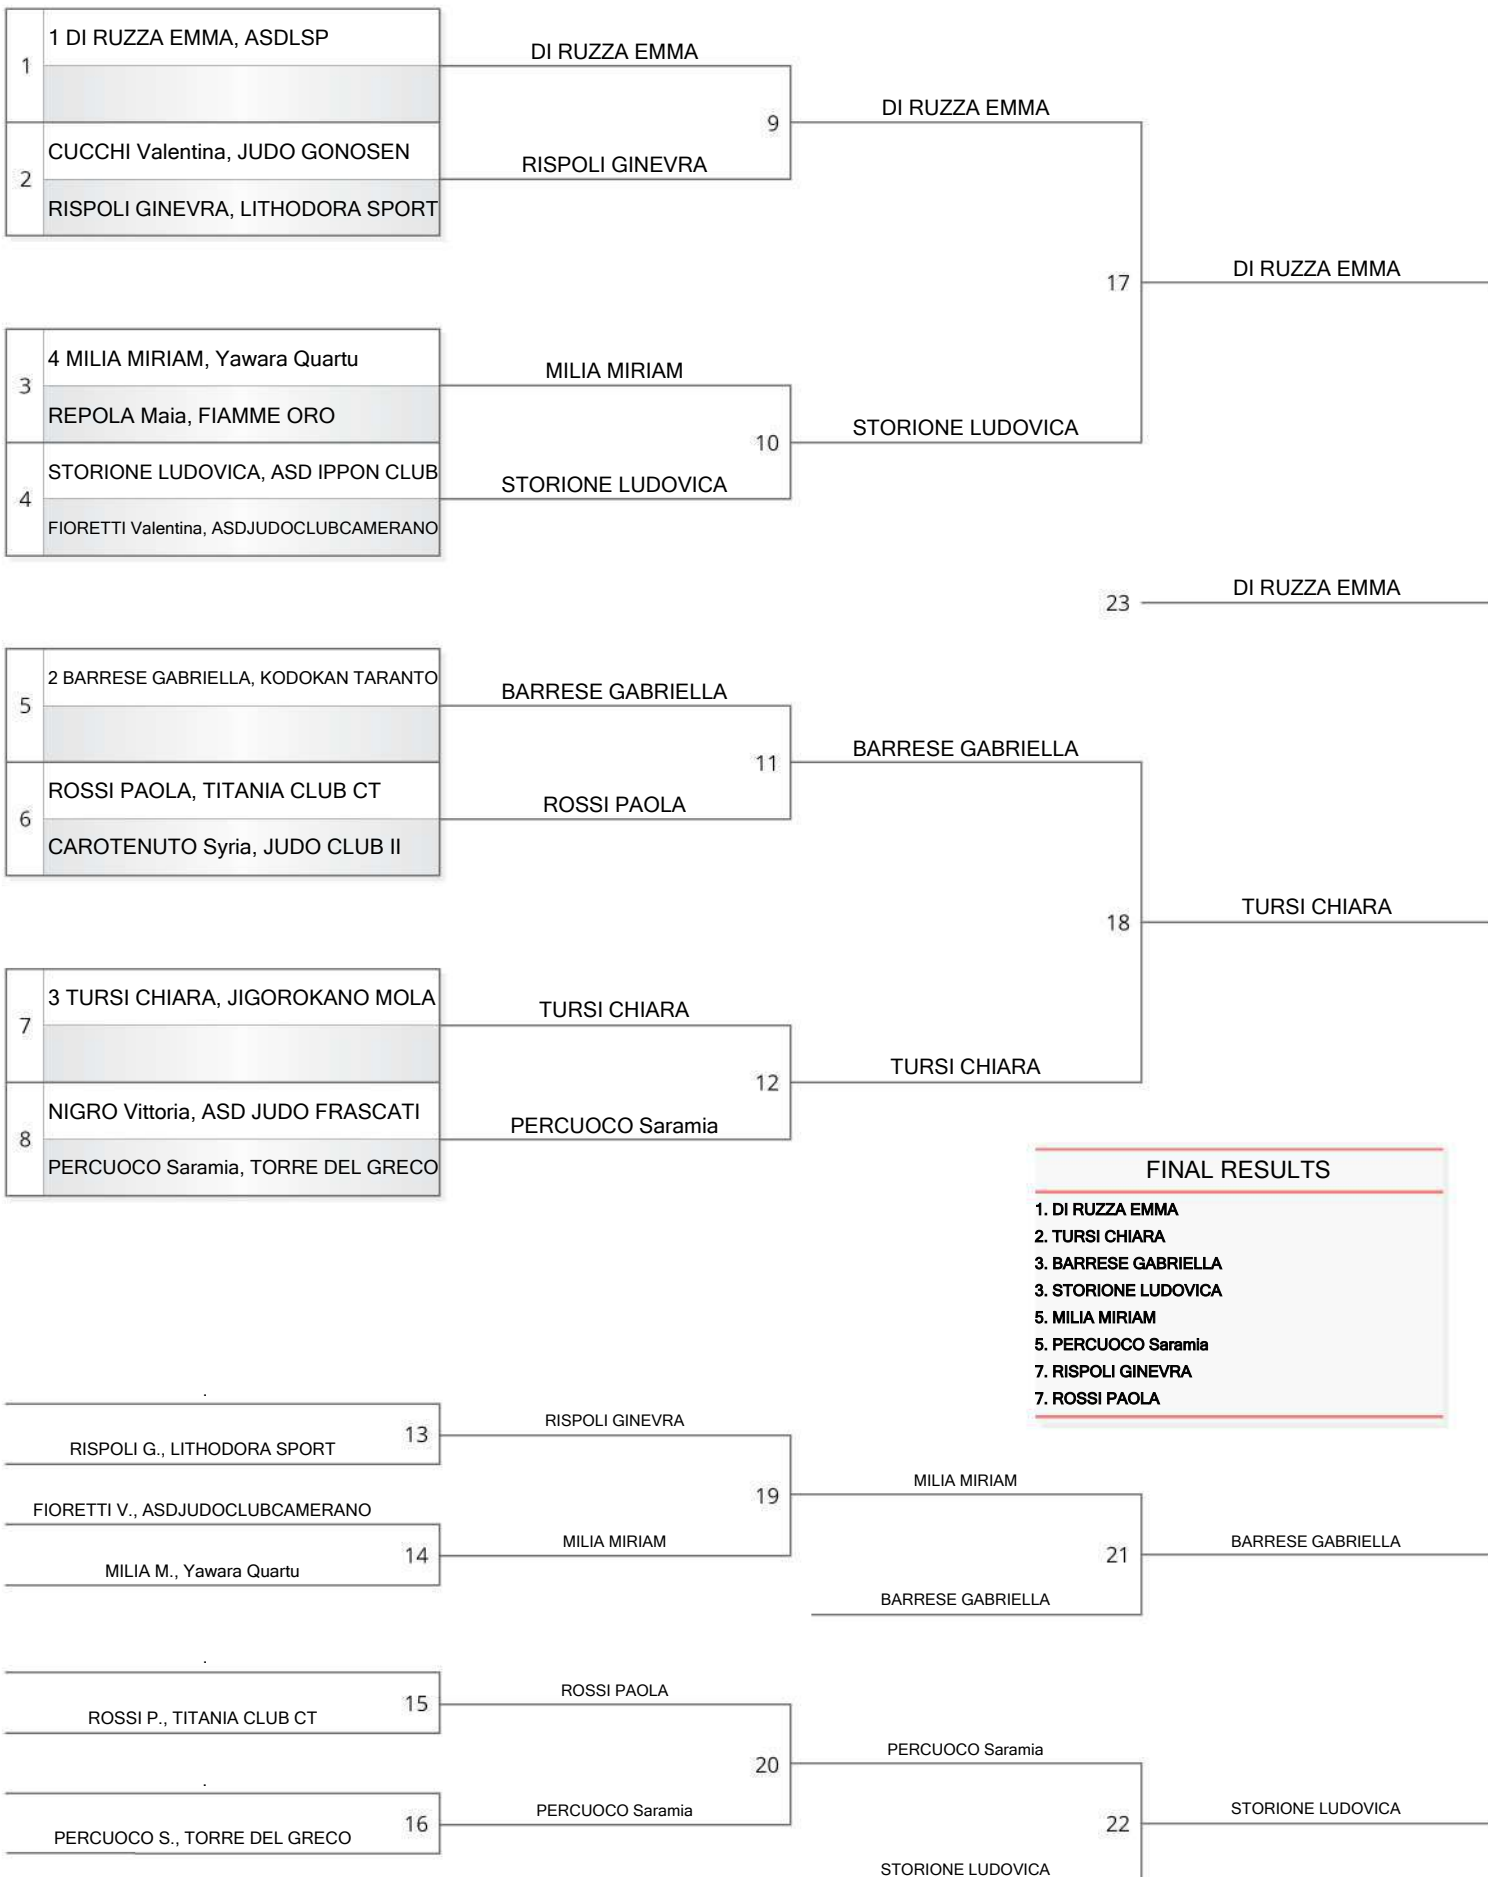 1 DI RUZZA EMMA, ASDLSP
1
DI RUZZA EMMA
9
DI RUZZA EMMA
CUCCHI Valentina, JUDO GONOSEN
2
RISPOLI GINEVRA
RISPOLI GINEVRA, LITHODORA SPORT
17
DI RUZZA EMMA
4 MILIA MIRIAM, Yawara Quartu
3
MILIA MIRIAM
REPOLA Maia, FIAMME ORO
10
STORIONE LUDOVICA
STORIONE LUDOVICA, ASD IPPON CLUB
4
STORIONE LUDOVICA
FIORETTI Valentina, ASDJUDOCLUBCAMERANO
23
DI RUZZA EMMA
2 BARRESE GABRIELLA, KODOKAN TARANTO
5
BARRESE GABRIELLA
11
BARRESE GABRIELLA
ROSSI PAOLA, TITANIA CLUB CT
6
ROSSI PAOLA
CAROTENUTO Syria, JUDO CLUB II
18
TURSI CHIARA
3 TURSI CHIARA, JIGOROKANO MOLA
7
TURSI CHIARA
12
TURSI CHIARA
NIGRO Vittoria, ASD JUDO FRASCATI
8
PERCUOCO Saramia
PERCUOCO Saramia, TORRE DEL GRECO
FINAL RESULTS
1. DI RUZZA EMMA
2. TURSI CHIARA
3. BARRESE GABRIELLA
3. STORIONE LUDOVICA
5. MILIA MIRIAM
5. PERCUOCO Saramia
7. RISPOLI GINEVRA
7. ROSSI PAOLA
.
13
RISPOLI GINEVRA
RISPOLI G., LITHODORA SPORT
19
MILIA MIRIAM
FIORETTI V., ASDJUDOCLUBCAMERANO
14
MILIA MIRIAM
MILIA M., Yawara Quartu
21
BARRESE GABRIELLA
BARRESE GABRIELLA
.
15
ROSSI PAOLA
ROSSI P., TITANIA CLUB CT
20
PERCUOCO Saramia
.
16
PERCUOCO Saramia
PERCUOCO S., TORRE DEL GRECO
22
STORIONE LUDOVICA
STORIONE LUDOVICA